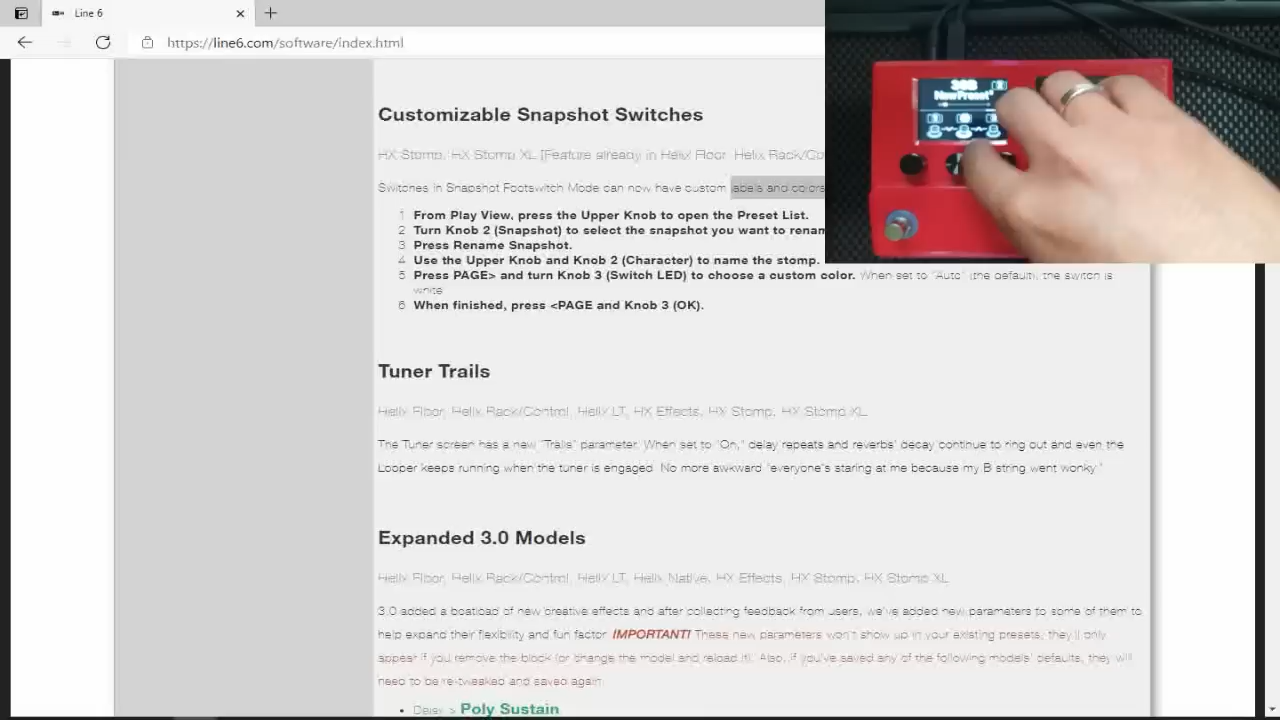 Line 6
https://line6.com/software/index.html
Customizable Snapshot Switches
HX Stomp, HX Stomp XL [Feature already in Helix Floor, Helix Rack/Co
Switches in Snapshot Footswitch Mode can now have custom labels and colors
1 From Play View, press the Upper Knob to open the Preset List.
2 Turn Knob 2 (Snapshot) to select the snapshot you want to renam
3 Press Rename Snapshot.
4 Use the Upper Knob and Knob 2 (Character) to name the stomp.
5 Press PAGE> and turn Knob 3 (Switch LED) to choose a custom color. When set to "Auto" (the default), the switch is
white.
6 When finished, press <PAGE and Knob 3 (OK).
Tuner Trails
Helix Floor, Helix Rack/Control, Helix LT, HX Effects, HX Stomp, HX Stomp XL
The Tuner screen has a new "Trails" parameter. When set to "On," delay repeats and reverbs' decay continue to ring out and even the
Looper keeps running when the tuner is engaged. No more awkward "everyone's staring at me because my B string went wonky."
Expanded 3.0 Models
Helix Floor, Helix Rack/Control, Helix LT, Helix Native, HX Effects, HX Stomp, HX Stomp XL
3.0 added a boatload of new creative effects and after collecting feedback from users, we've added new parameters to some of them to
help expand their flexibility and fun factor. IMPORTANT! These new parameters won't show up in your existing presets; they'll only
appear if you remove the block (or change the model and reload it). Also, if you've saved any of the following models' defaults, they will
need to be re-tweaked and saved again.
• Delay > Poly Sustain
30B
New Preset